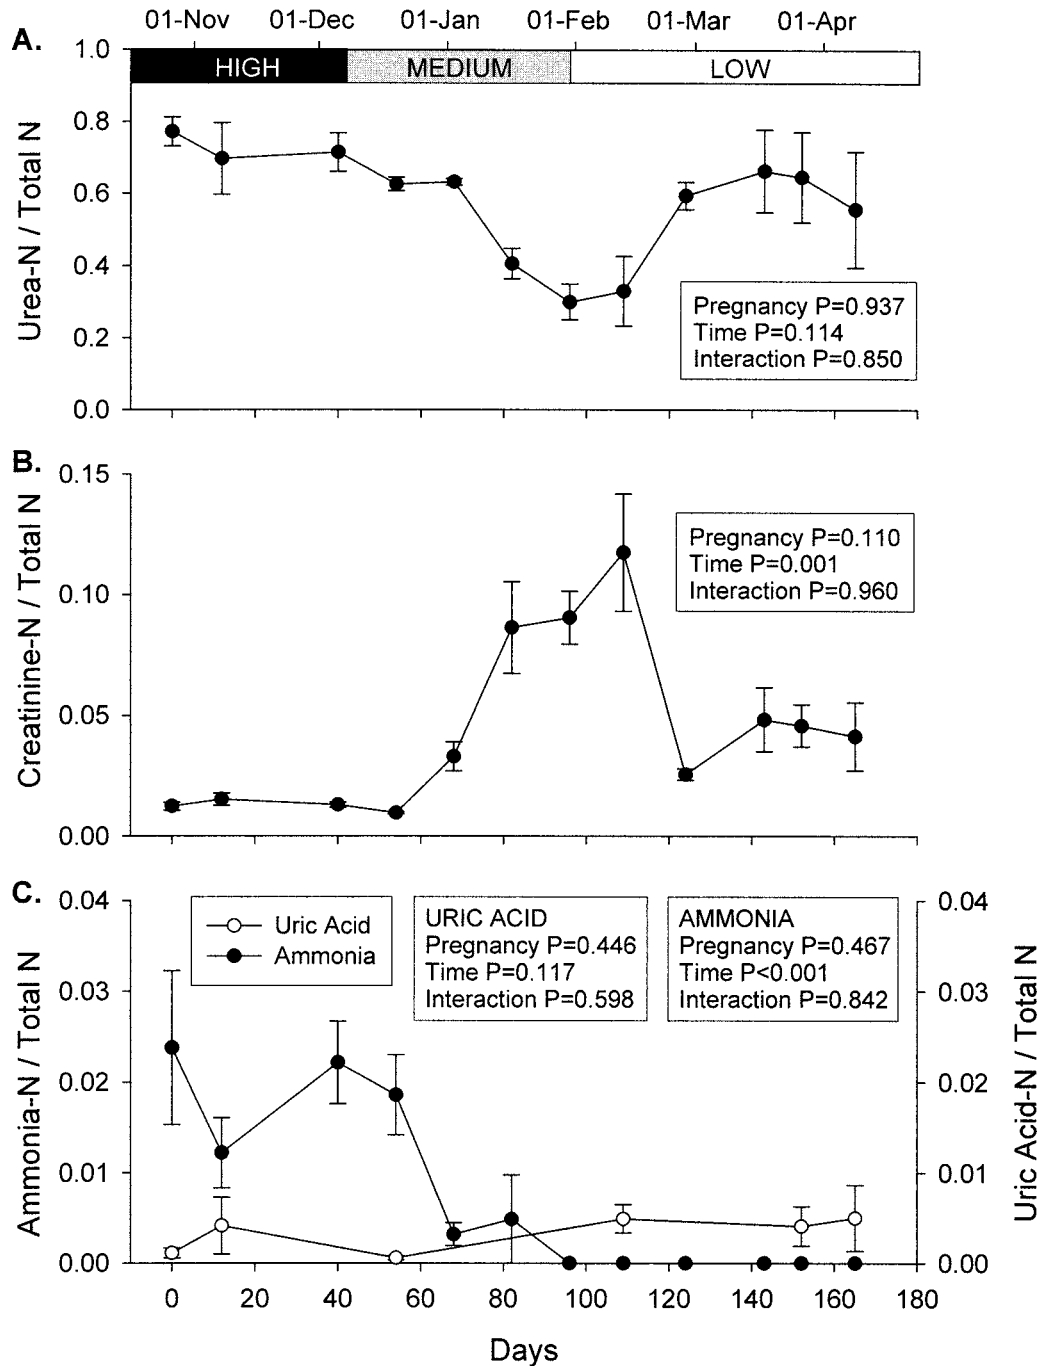 01-Nov 01-Dec 01-Jan 01-Feb 01-Mar 01-Apr
A.
1.0
HIGH MEDIUM LOW
0.8
0.6
0.4
0.2
0.0
Urea-N / Total N
Pregnancy P=0.937
Time P=0.114
Interaction P=0.850
B.
0.15
0.10
0.05
0.00
Creatinine-N / Total N
Pregnancy P=0.110
Time P=0.001
Interaction P=0.960
C.
0.04
0.03
0.02
0.01
0.00
Ammonia-N / Total N
Uric Acid
Ammonia
URIC ACID
Pregnancy P=0.446
Time P=0.117
Interaction P=0.598
AMMONIA
Pregnancy P=0.467
Time P<0.001
Interaction P=0.842
0.04
0.03
0.02
0.01
0.00
Uric Acid-N / Total N
0 20 40 60 80 100 120 140 160 180
Days